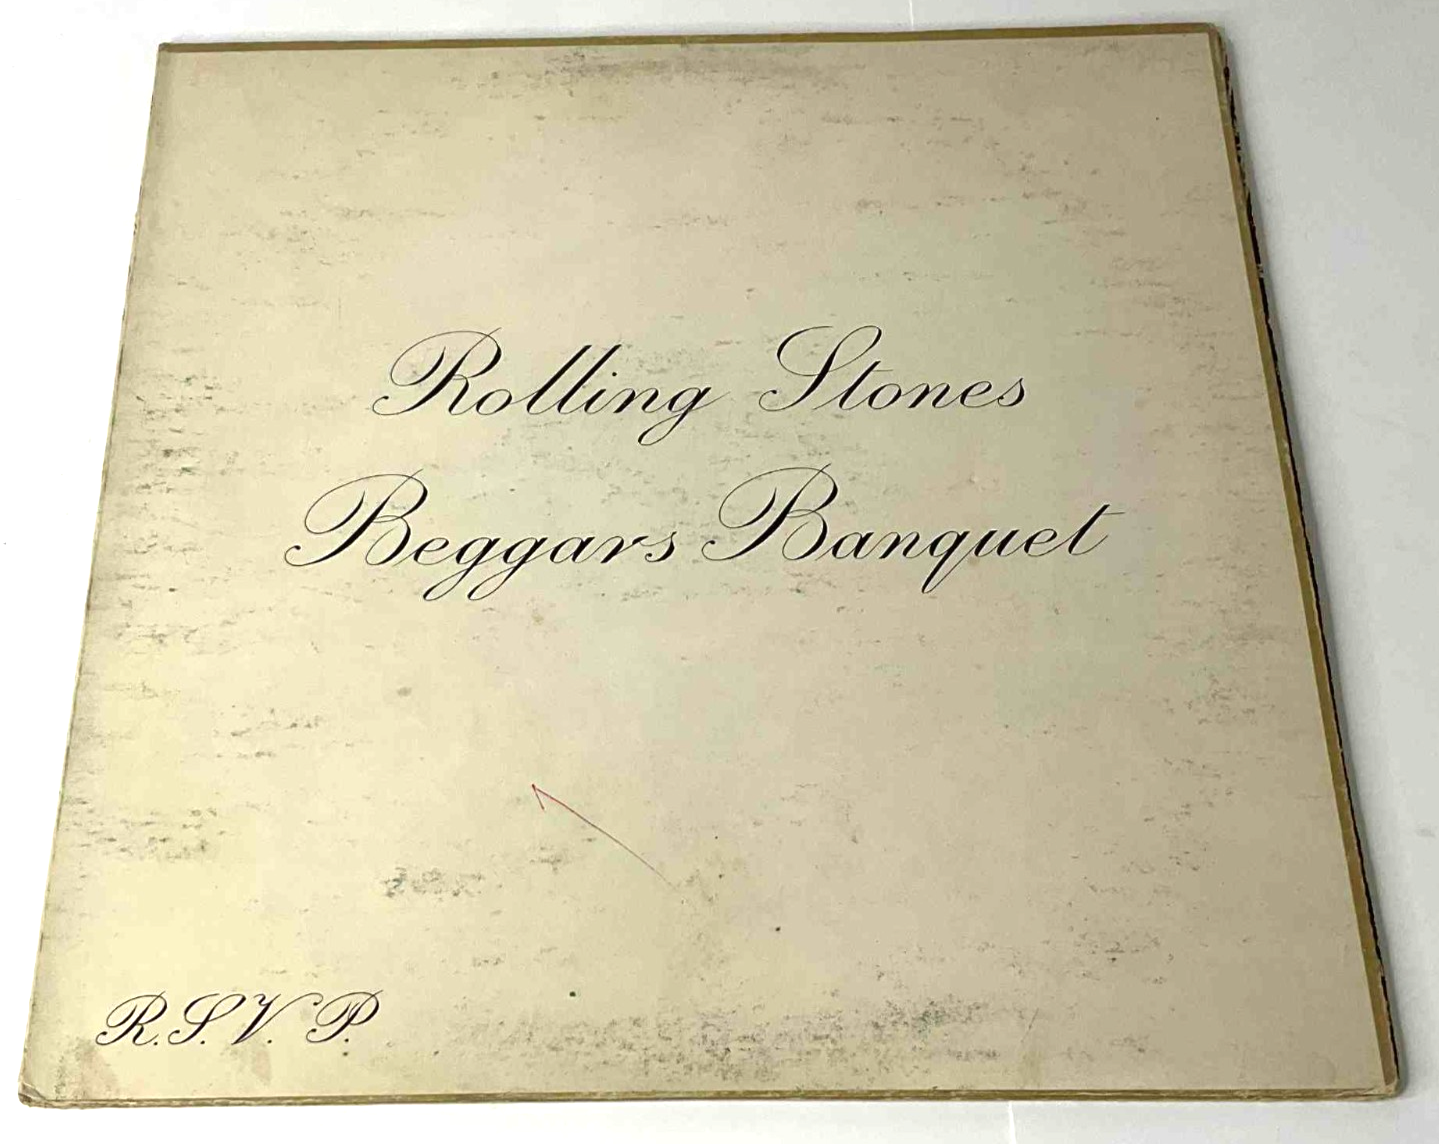 Rolling Stones
Beggars Banquet
R.S.V.P.